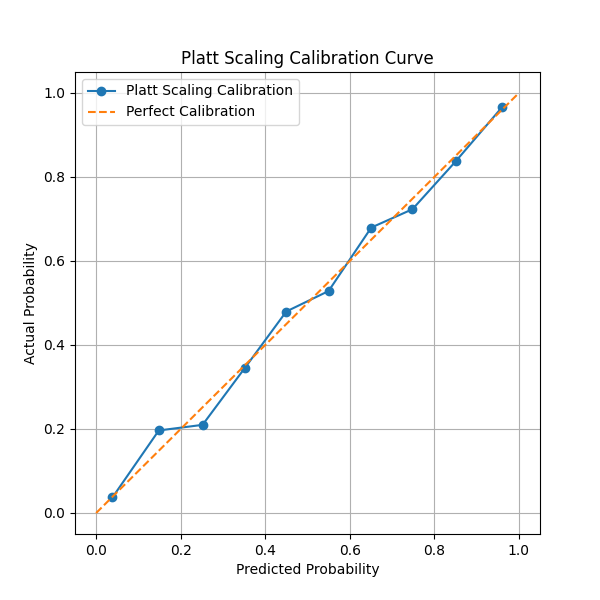 Platt Scaling Calibration Curve
Platt Scaling Calibration
Perfect Calibration
1.0
0.8
0.6
0.4
0.2
0.0
Actual Probability
0.0 0.2 0.4 0.6 0.8 1.0
Predicted Probability